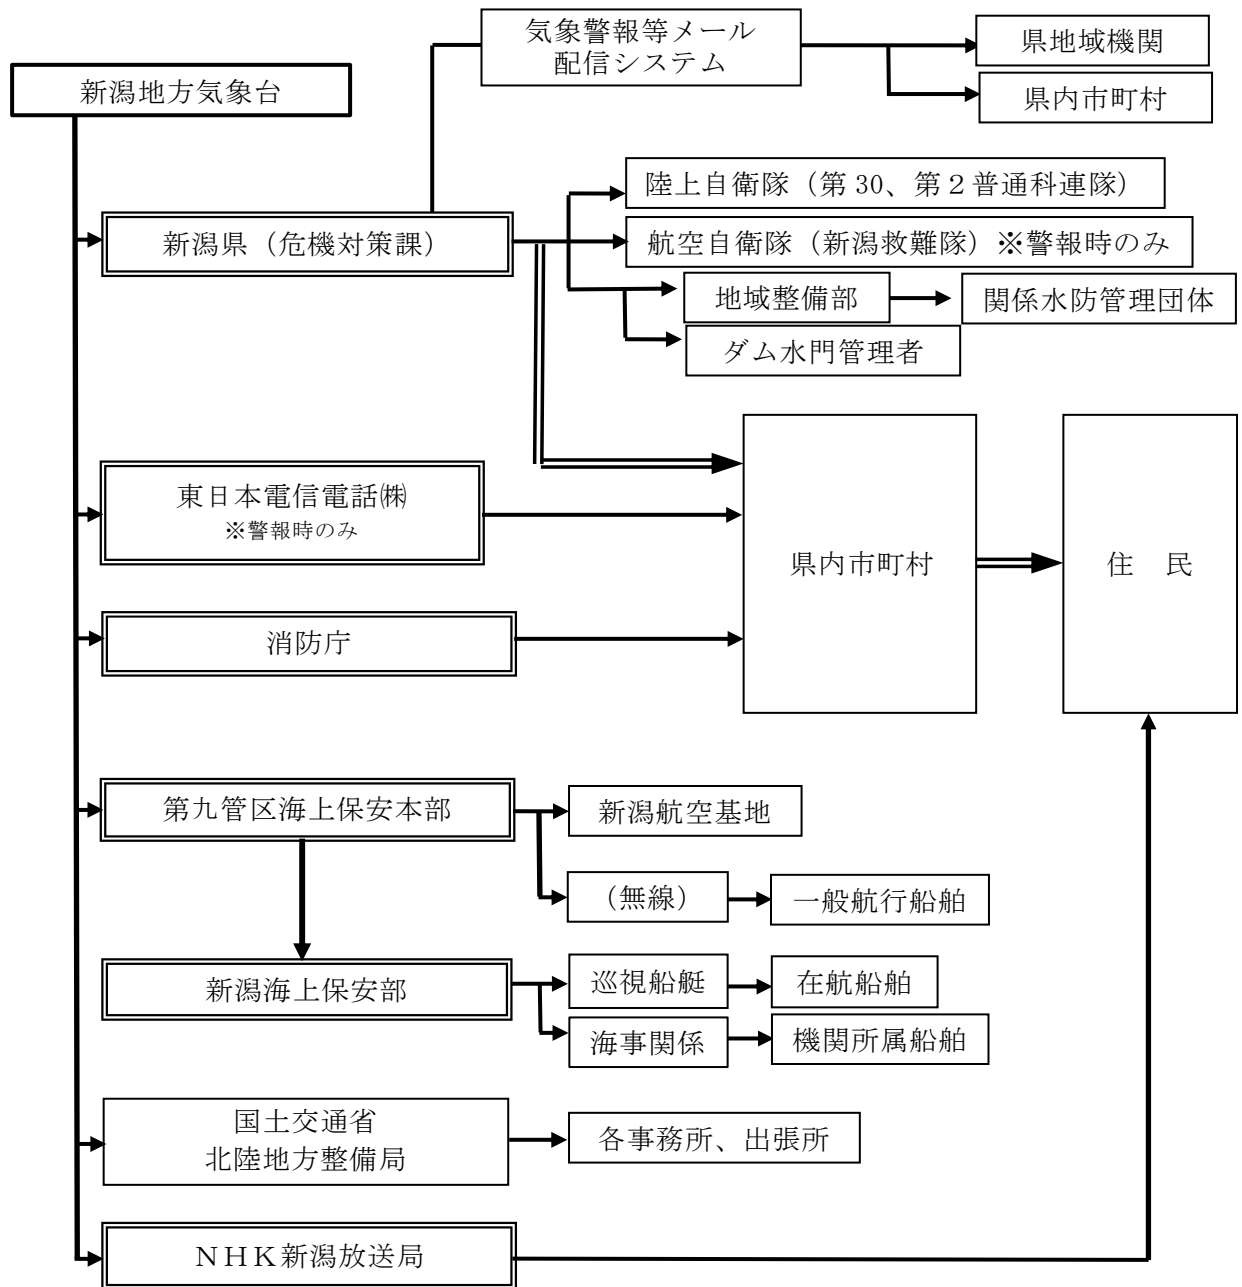 気象警報等メール
配信システム
県地域機関
新潟地方気象台
県内市町村
陸上自衛隊（第 30、第２普通科連隊）
新潟県（危機対策課）
航空自衛隊（新潟救難隊）※警報時のみ
地域整備部
関係水防管理団体
ダム水門管理者
東日本電信電話㈱
※警報時のみ
県内市町村
住　民
消防庁
第九管区海上保安本部
新潟航空基地
（無線）
一般航行船舶
新潟海上保安部
巡視船艇
在航船舶
海事関係
機関所属船舶
国土交通省
北陸地方整備局
各事務所、出張所
ＮＨＫ新潟放送局